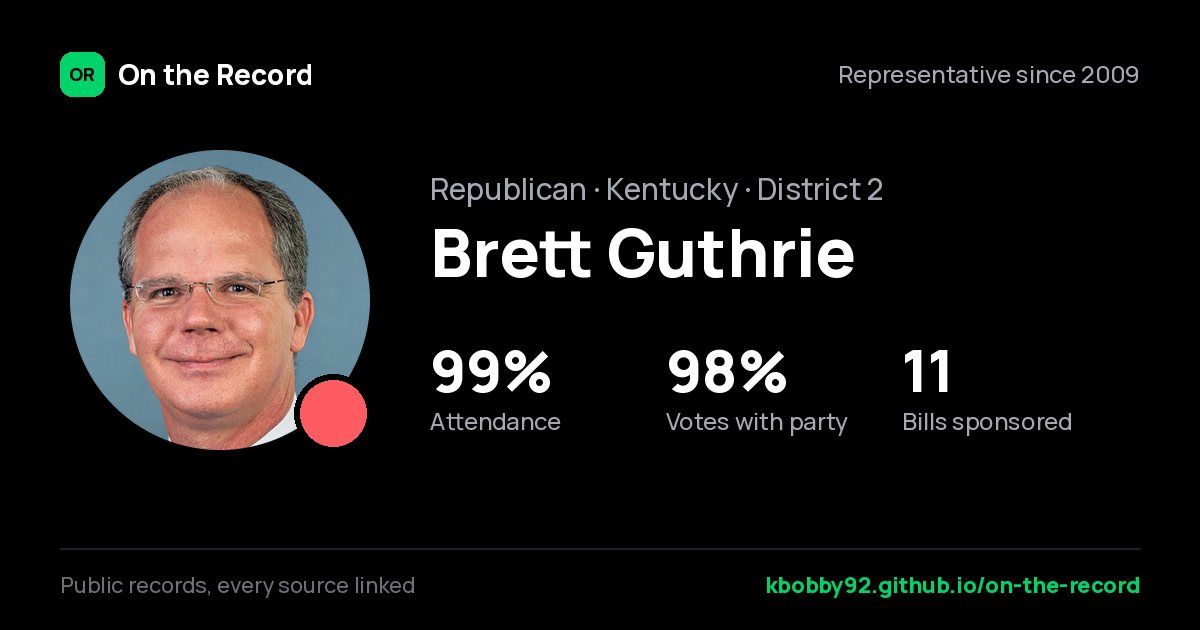 OR On the Record
Representative since 2009
Republican · Kentucky · District 2
Brett Guthrie
99% 98% 11
Attendance Votes with party Bills sponsored
Public records, every source linked
kbobby92.github.io/on-the-record